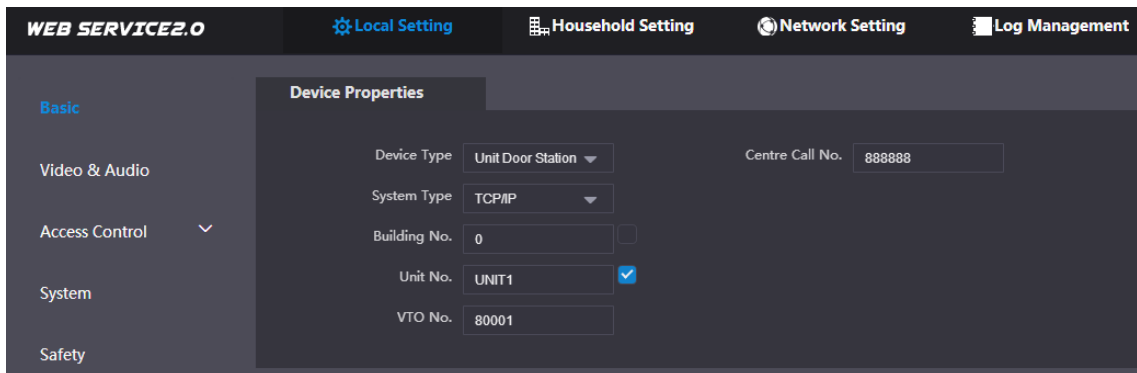 WEB SERVICE2.0
Local Setting
Household Setting
Network Setting
Log Management
Basic
Video & Audio
Access Control
System
Safety
Device Properties
Device Type Unit Door Station
Centre Call No. 888888
System Type TCP/IP
Building No. 0
Unit No. UNIT1
VTO No. 80001